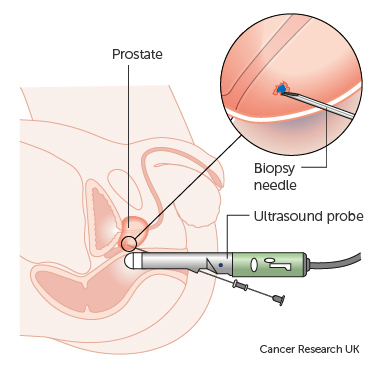 Prostate
Biopsy
needle
Ultrasound probe
Cancer Research UK